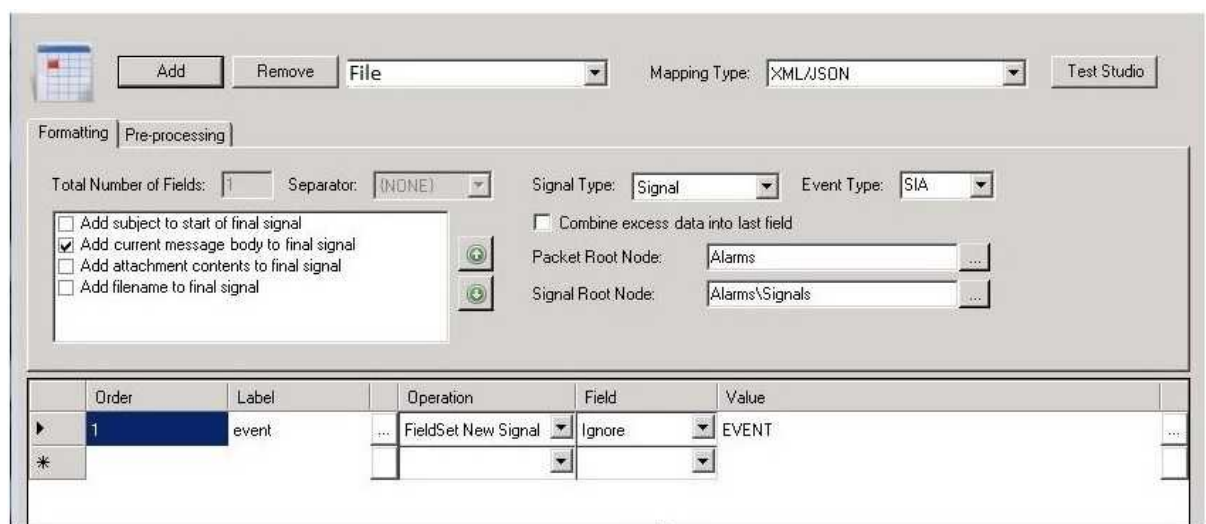 Add Remove File Mapping Type: XML/JSON Test Studio
Formatting Pre-processing
Total Number of Fields: 1 Separator: (NONE) Signal Type: Signal Event Type: SIA
Add subject to start of final signal
Combine excess data into last field
Add current message body to final signal
Add attachment contents to final signal
Packet Root Node: Alarms ...
Add filename to final signal
Signal Root Node: Alarms\Signals ...
Order Label Operation Field Value
1 event ... FieldSet New Signal Ignore EVENT ...